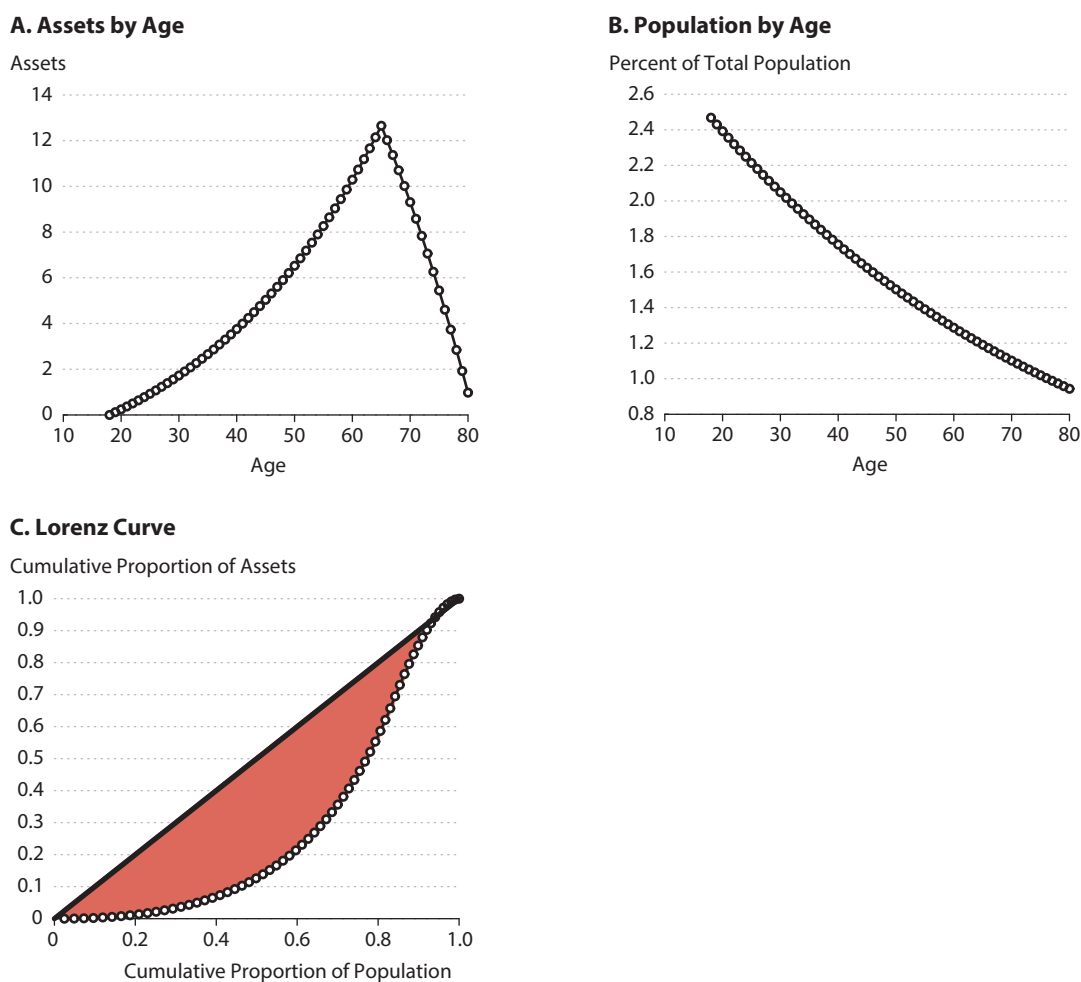 A. Assets by Age
Assets
14
12
10
8
6
4
2
0
10 20 30 40 50 60 70 80
Age
B. Population by Age
Percent of Total Population
2.6
2.4
2.2
2.0
1.8
1.6
1.4
1.2
1.0
0.8
10 20 30 40 50 60 70 80
Age
C. Lorenz Curve
Cumulative Proportion of Assets
1.0
0.9
0.8
0.7
0.6
0.5
0.4
0.3
0.2
0.1
0
0 0.2 0.4 0.6 0.8 1.0
Cumulative Proportion of Population